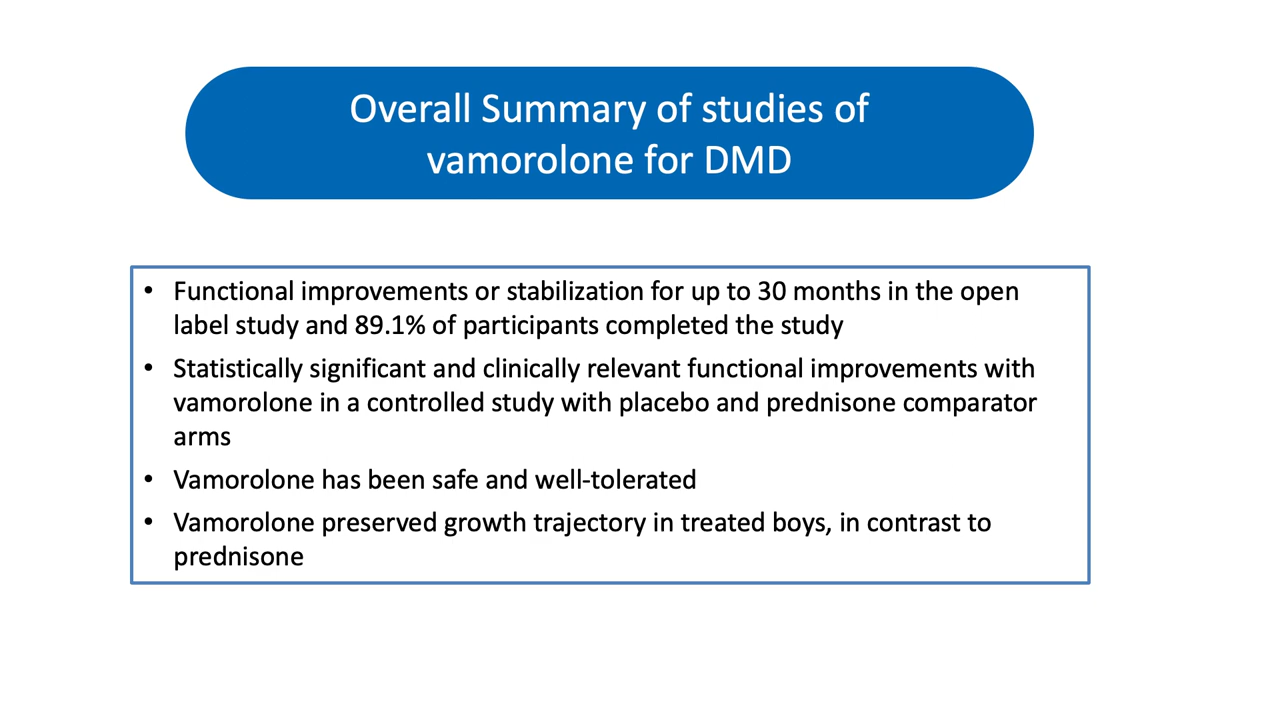 Overall Summary of studies of
vamorolone for DMD
• Functional improvements or stabilization for up to 30 months in the open
label study and 89.1% of participants completed the study
• Statistically significant and clinically relevant functional improvements with
vamorolone in a controlled study with placebo and prednisone comparator
arms
• Vamorolone has been safe and well-tolerated
• Vamorolone preserved growth trajectory in treated boys, in contrast to
prednisone